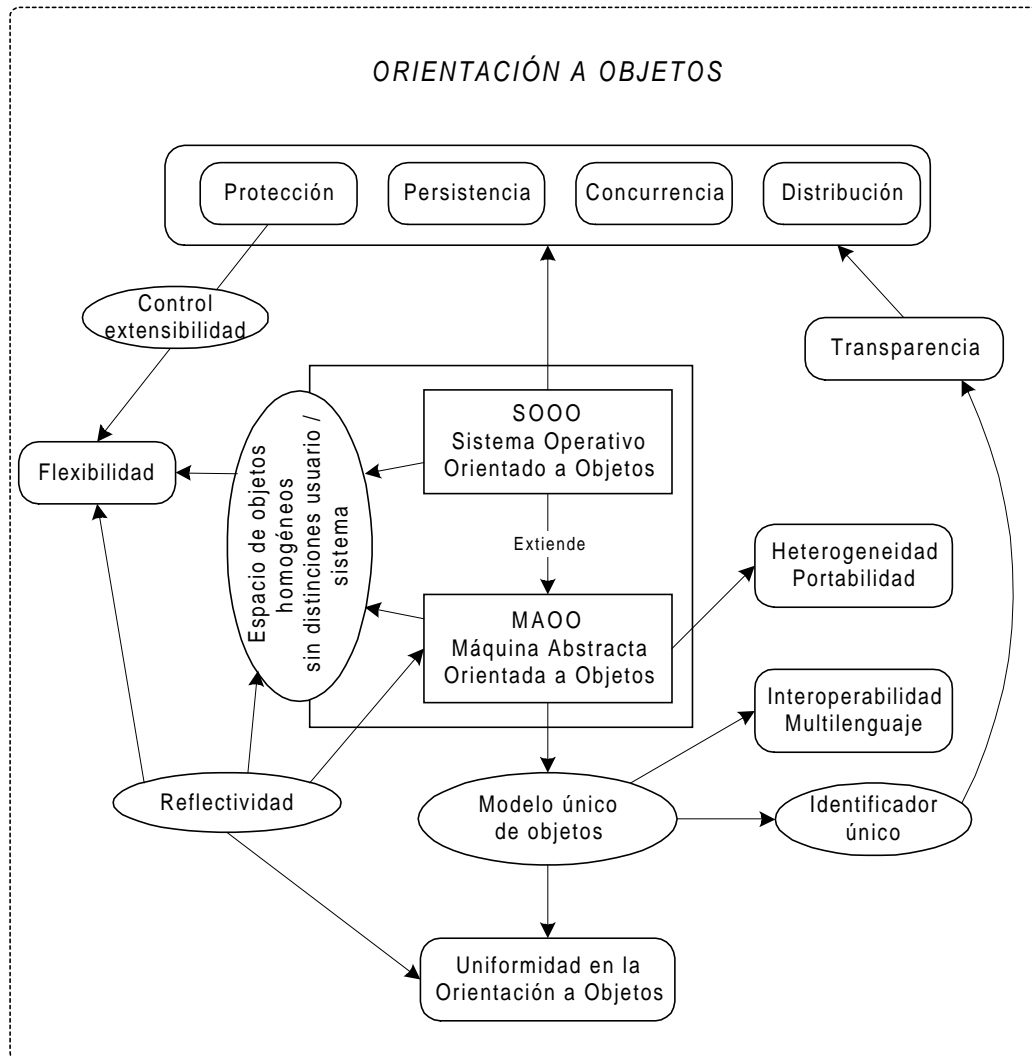 ORIENTACIÓN A OBJETOS
Protección
Persistencia
Concurrencia
Distribución
Control
extensibilidad
Transparencia
SOOO
Sistema Operativo
Orientado a Objetos
Flexibilidad
Espacio de objetos
homogéneos
sin distinciones usuario /
sistema
Extiende
Heterogeneidad
Portabilidad
MAOO
Máquina Abstracta
Orientada a Objetos
Interoperabilidad
Multilenguaje
Reflectividad
Modelo único
de objetos
Identificador
único
Uniformidad en la
Orientación a Objetos